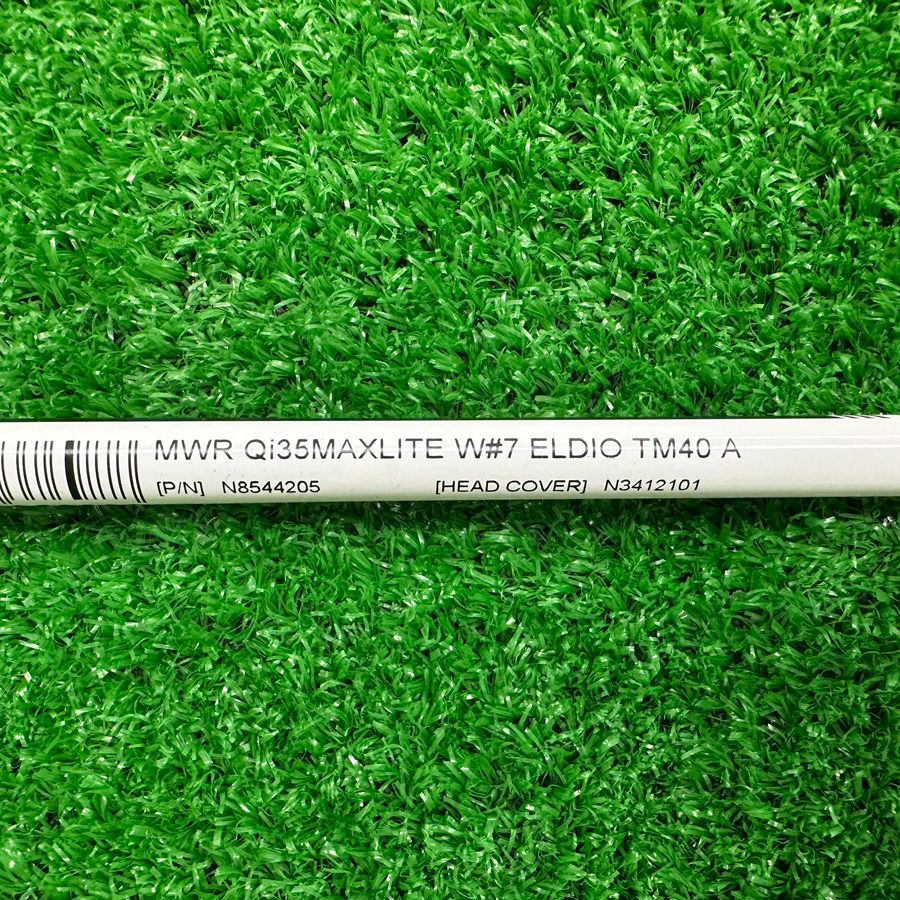 MWR Qi35MAXLITE W#7 ELDIO TM40 A
[P/N] N8544205 [HEAD COVER] N3412101